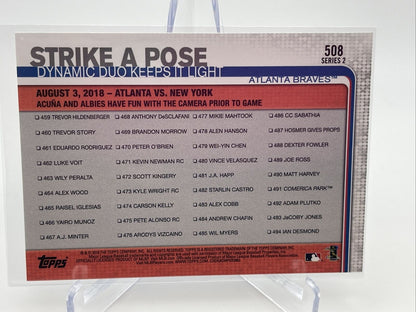 STRIKE A POSE
508
SERIES 2
DYNAMIC DUO KEEPS IT LIGHT
ATLANTA BRAVES™
AUGUST 3, 2018 – ATLANTA VS. NEW YORK
ACUÑA AND ALBIES HAVE FUN WITH THE CAMERA PRIOR TO GAME
459 TREVOR HILDENBERGER
460 TREVOR STORY
461 EDUARDO RODRIGUEZ
462 LUKE VOIT
463 WILY PERALTA
464 ALEX WOOD
465 RAISEL IGLESIAS
466 YAIRO MUÑOZ
467 A.J. MINTER
468 ANTHONY DeSCLAFANI
469 BRANDON MORROW
470 PETER O'BRIEN
471 KEVIN NEWMAN RC
472 SCOTT KINGERY
473 KYLE WRIGHT RC
474 CARSON KELLY
475 PETE ALONSO RC
476 ARODYS VIZCAINO
477 MIKIE MAHTOOK
478 ALEN HANSON
479 WEI-YIN CHEN
480 VINCE VELASQUEZ
481 J.A. HAPP
482 STARLIN CASTRO
483 ALEX COBB
484 ANDREW CHAFIN
485 WIL MYERS
486 CC SABATHIA
487 HOSMER GIVES PROPS
488 DEXTER FOWLER
489 JOE ROSS
490 MATT HARVEY
491 COMERICA PARK™
492 ADAM PLUTKO
493 JaCOBY JONES
494 IAN DESMOND
Topps